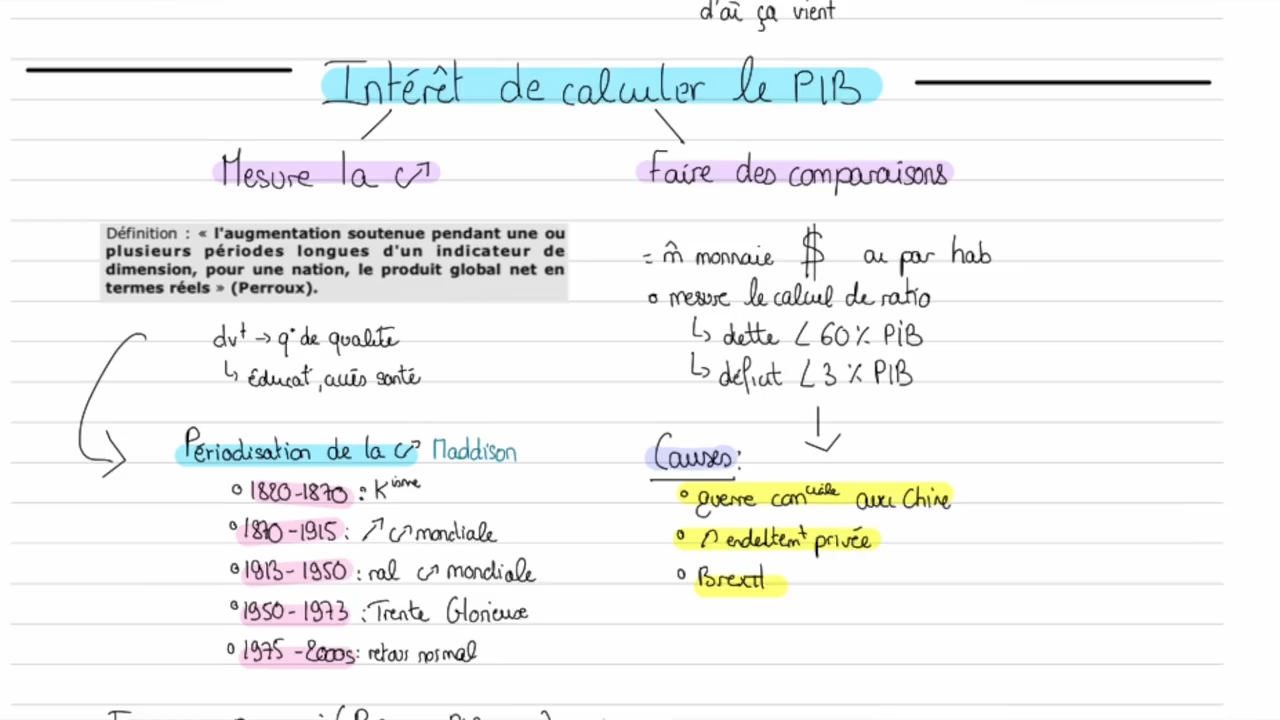 d'où ça vient
Intérêt de calculer le PIB
Mesure la c↗
Définition : « l'augmentation soutenue pendant une ou
plusieurs périodes longues d'un indicateur de
dimension, pour une nation, le produit global net en
termes réels » (Perroux).
dvt → q° de qualité
↳ éducat°, accès santé
Périodisation de la c↗ Maddison
1820-1870 : Kisme
1870-1915 : ↗ c↗ mondiale
1913-1950 : ral c↗ mondiale
1950-1973 : Trente Glorieuse
1975-2000s : retour normal
Faire des comparaisons
= m̂ monnaie $ ou par hab
mesure le calcul de ratio
↳ dette < 60 % PIB
↳ déficit < 3 % PIB
Causes :
guerre comciale avec Chine
↗ endettemt privée
Brexit